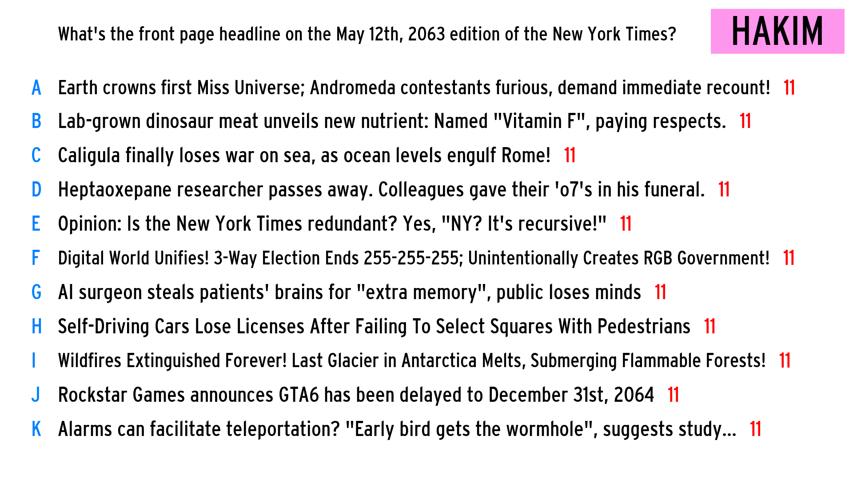 What's the front page headline on the May 12th, 2063 edition of the New York Times?
HAKIM
A Earth crowns first Miss Universe; Andromeda contestants furious, demand immediate recount! 11
B Lab-grown dinosaur meat unveils new nutrient: Named "Vitamin F", paying respects. 11
C Caligula finally loses war on sea, as ocean levels engulf Rome! 11
D Heptaoxepane researcher passes away. Colleagues gave their 'o7's in his funeral. 11
E Opinion: Is the New York Times redundant? Yes, "NY? It's recursive!" 11
F Digital World Unifies! 3-Way Election Ends 255-255-255; Unintentionally Creates RGB Government! 11
G AI surgeon steals patients' brains for "extra memory", public loses minds 11
H Self-Driving Cars Lose Licenses After Failing To Select Squares With Pedestrians 11
I Wildfires Extinguished Forever! Last Glacier in Antarctica Melts, Submerging Flammable Forests! 11
J Rockstar Games announces GTA6 has been delayed to December 31st, 2064 11
K Alarms can facilitate teleportation? "Early bird gets the wormhole", suggests study... 11